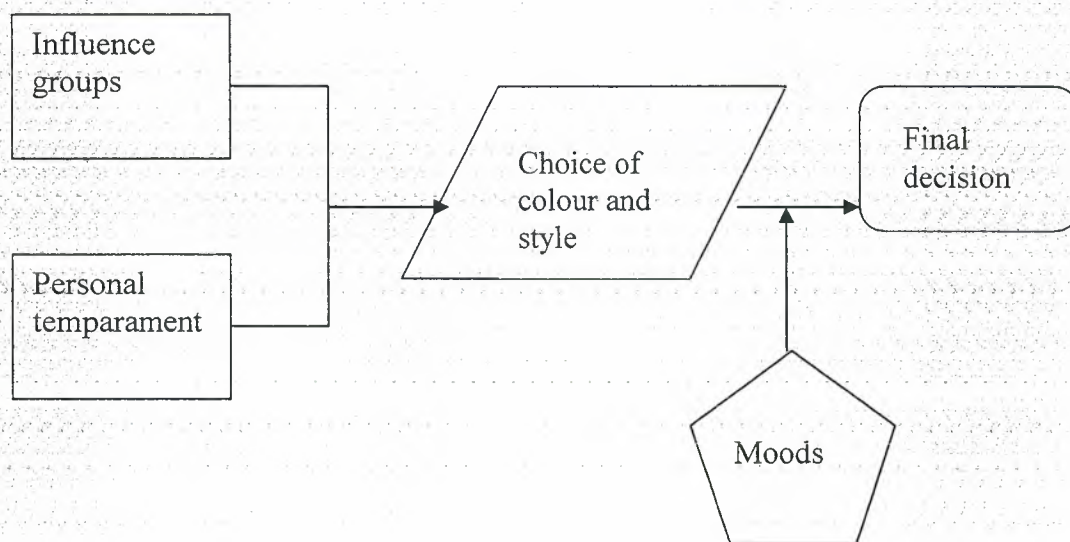 Influence
groups
Personal
temparament
Choice of
colour and
style
Final
decision
Moods